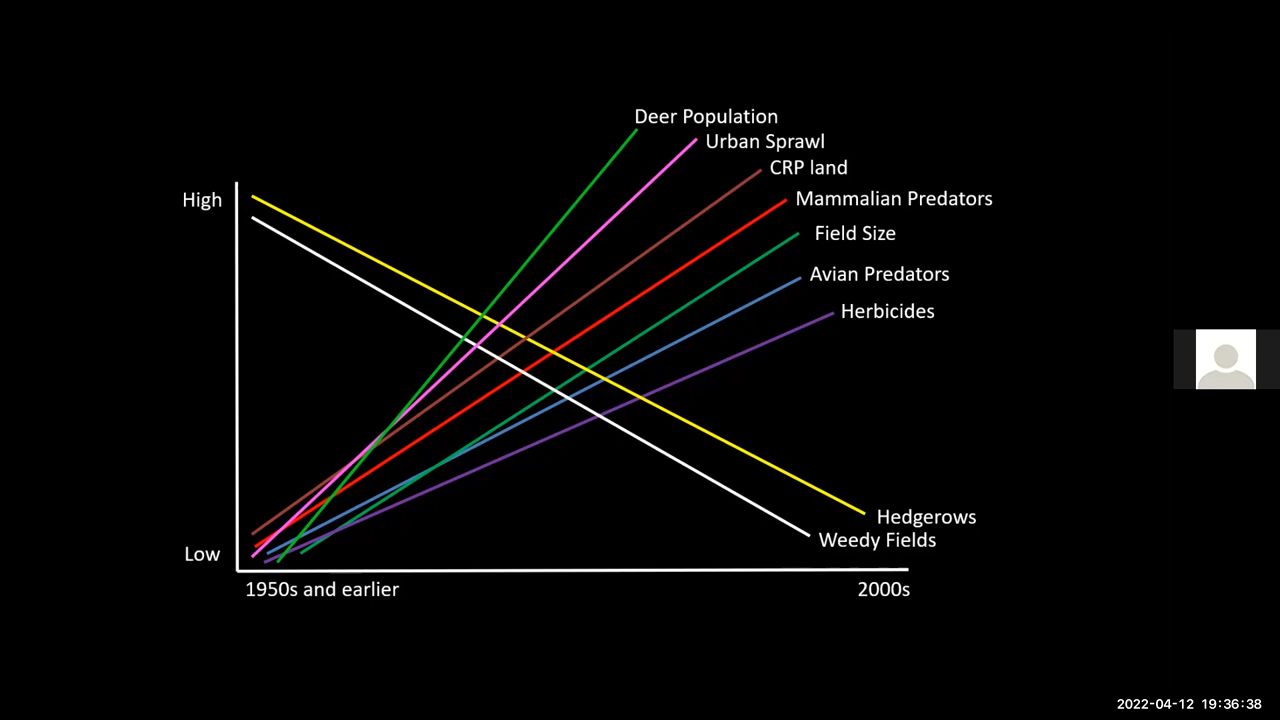 Deer Population
Urban Sprawl
CRP land
High
Mammalian Predators
Field Size
Avian Predators
Herbicides
Hedgerows
Weedy Fields
Low
1950s and earlier
2000s
2022-04-12 19:36:38